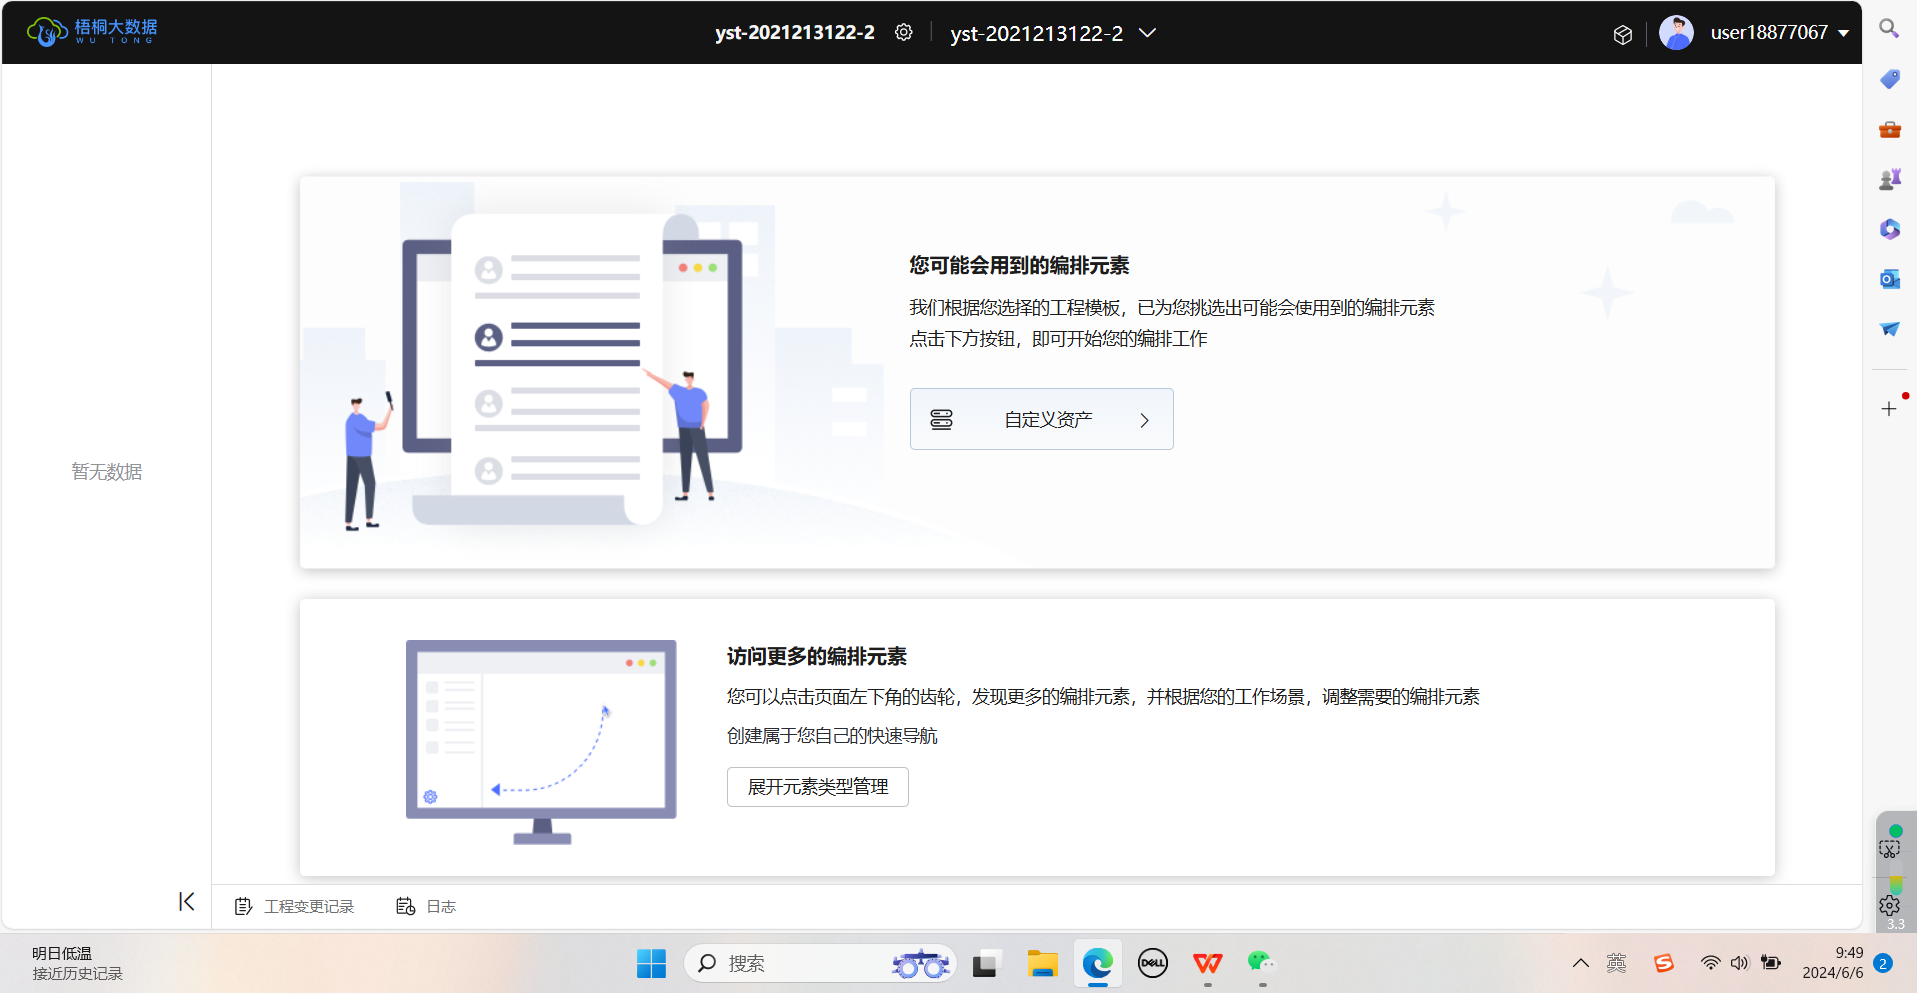 梧桐大数据
WU TONG
yst-2021213122-2
yst-2021213122-2
user18877067
暂无数据
您可能会用到的编排元素
我们根据您选择的工程模板，已为您挑选出可能会使用到的编排元素
点击下方按钮，即可开始您的编排工作
自定义资产
访问更多的编排元素
您可以点击页面左下角的齿轮，发现更多的编排元素，并根据您的工作场景，调整需要的编排元素
创建属于您自己的快速导航
展开元素类型管理
工程变更记录
日志
3.3
明日低温
接近历史记录
搜索
DELL
英
9:49
2024/6/6
2